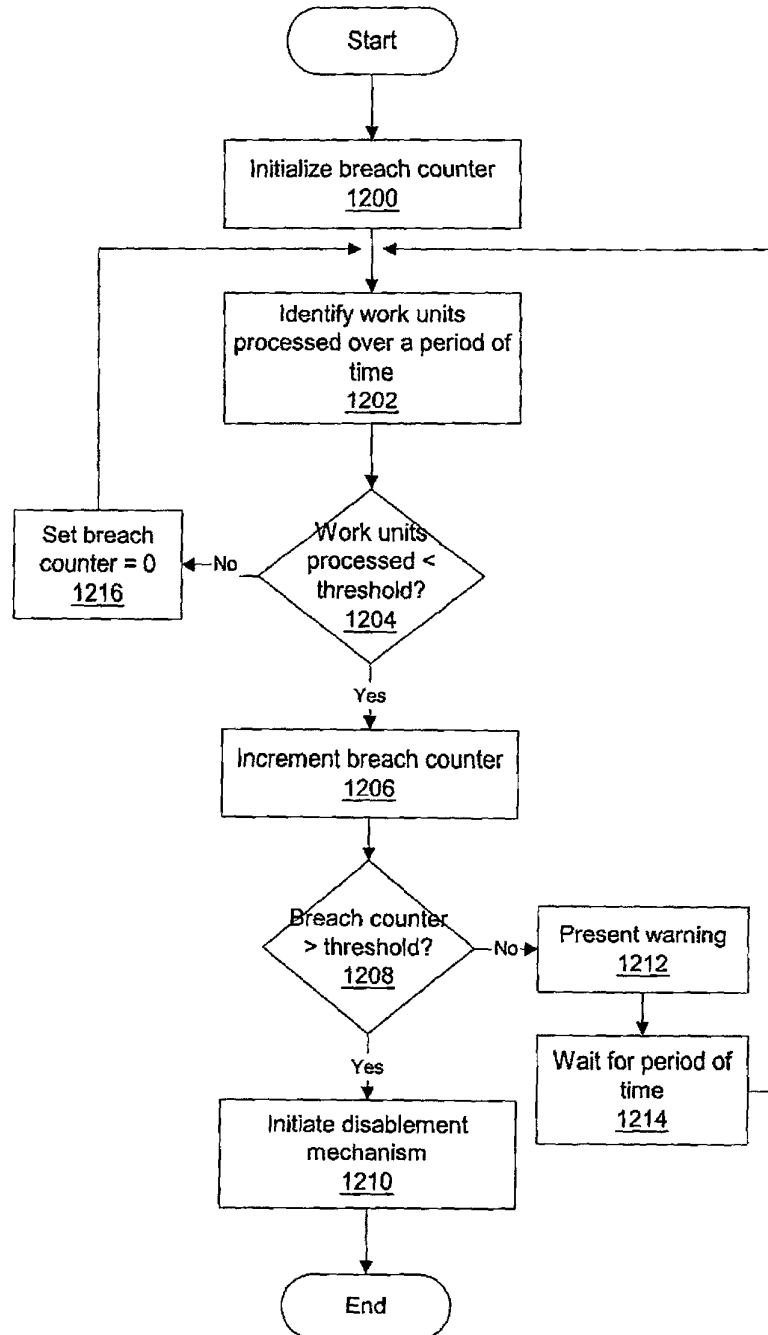 Start
Initialize breach counter
1200
Identify work units
processed over a period of
time
1202
Work units
processed <
threshold?
1204
No
Set breach
counter = 0
1216
Yes
Increment breach counter
1206
Breach counter
> threshold?
1208
No
Present warning
1212
Wait for period of
time
1214
Yes
Initiate disablement
mechanism
1210
End